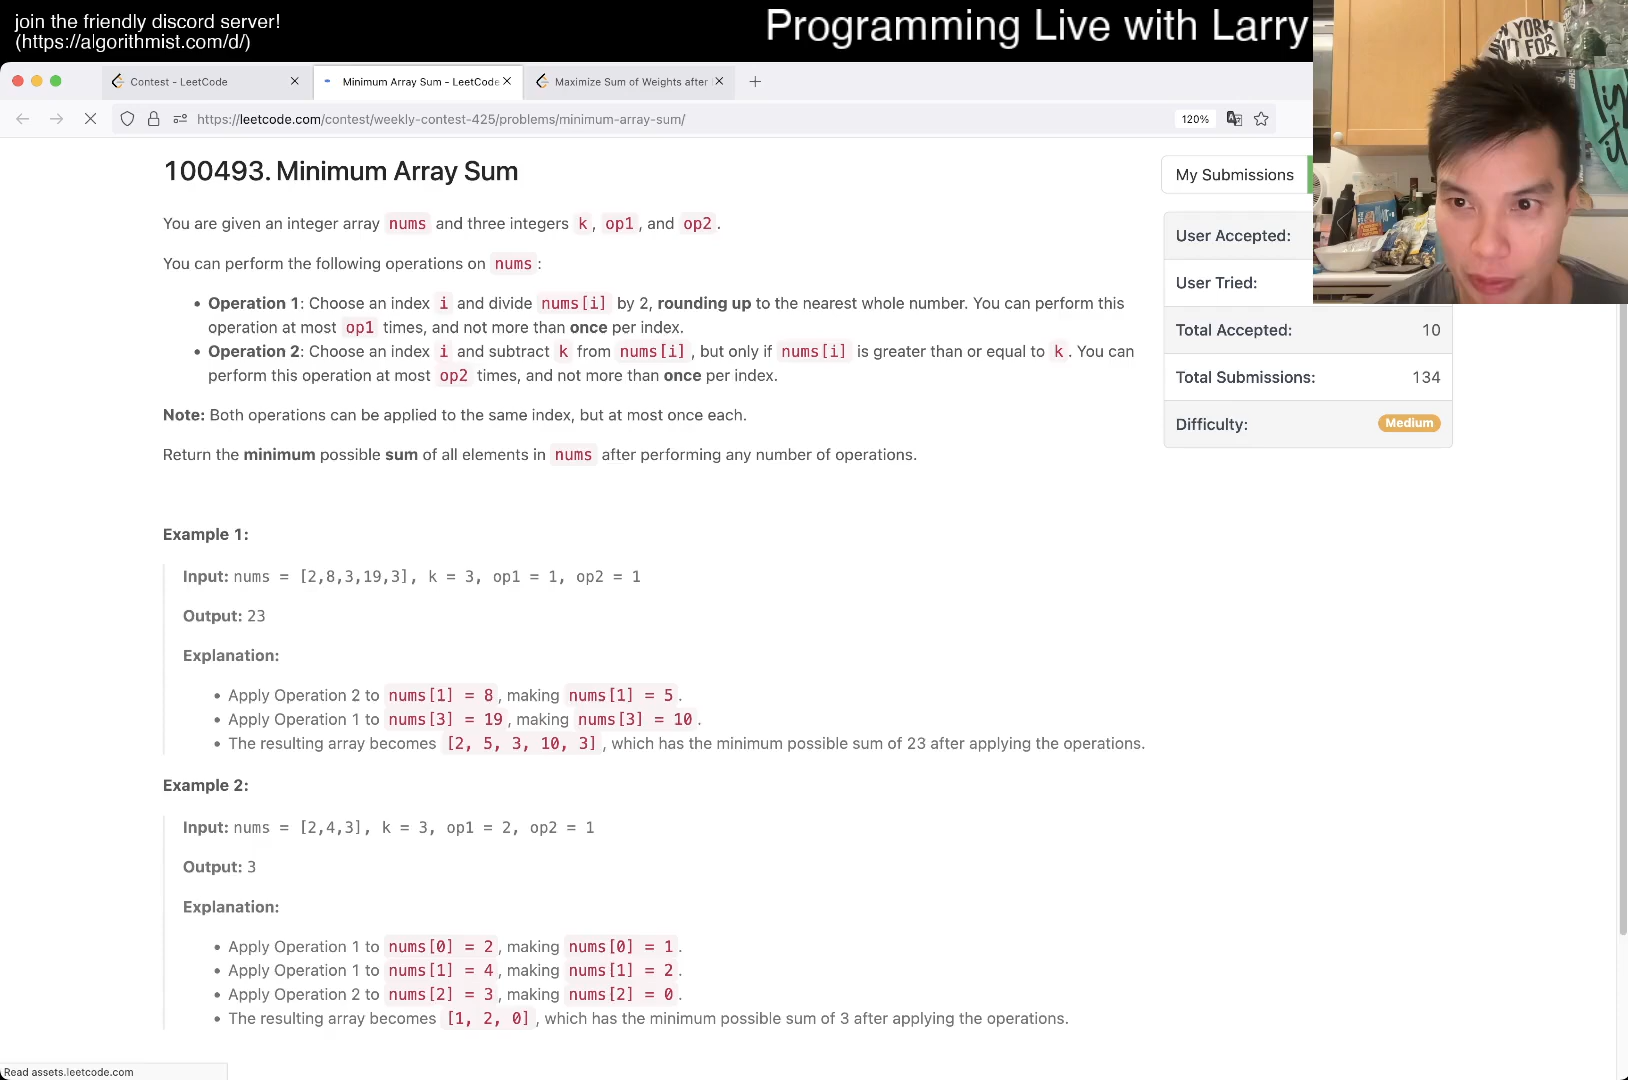 join the friendly discord server!
(https://algorithmist.com/d/)
Programming Live with Larry
Contest - LeetCode
Minimum Array Sum - LeetCode
Maximize Sum of Weights after
https://leetcode.com/contest/weekly-contest-425/problems/minimum-array-sum/
120%
100493. Minimum Array Sum
My Submissions
You are given an integer array nums and three integers k, op1, and op2.
User Accepted:
You can perform the following operations on nums:
User Tried:
• Operation 1: Choose an index i and divide nums[i] by 2, rounding up to the nearest whole number. You can perform this
operation at most op1 times, and not more than once per index.
Total Accepted: 10
• Operation 2: Choose an index i and subtract k from nums[i], but only if nums[i] is greater than or equal to k. You can
perform this operation at most op2 times, and not more than once per index.
Total Submissions: 134
Note: Both operations can be applied to the same index, but at most once each.
Difficulty: Medium
Return the minimum possible sum of all elements in nums after performing any number of operations.
Example 1:
Input: nums = [2,8,3,19,3], k = 3, op1 = 1, op2 = 1
Output: 23
Explanation:
• Apply Operation 2 to nums[1] = 8, making nums[1] = 5.
• Apply Operation 1 to nums[3] = 19, making nums[3] = 10.
• The resulting array becomes [2, 5, 3, 10, 3], which has the minimum possible sum of 23 after applying the operations.
Example 2:
Input: nums = [2,4,3], k = 3, op1 = 2, op2 = 1
Output: 3
Explanation:
• Apply Operation 1 to nums[0] = 2, making nums[0] = 1.
• Apply Operation 1 to nums[1] = 4, making nums[1] = 2.
• Apply Operation 2 to nums[2] = 3, making nums[2] = 0.
• The resulting array becomes [1, 2, 0], which has the minimum possible sum of 3 after applying the operations.
Read assets.leetcode.com